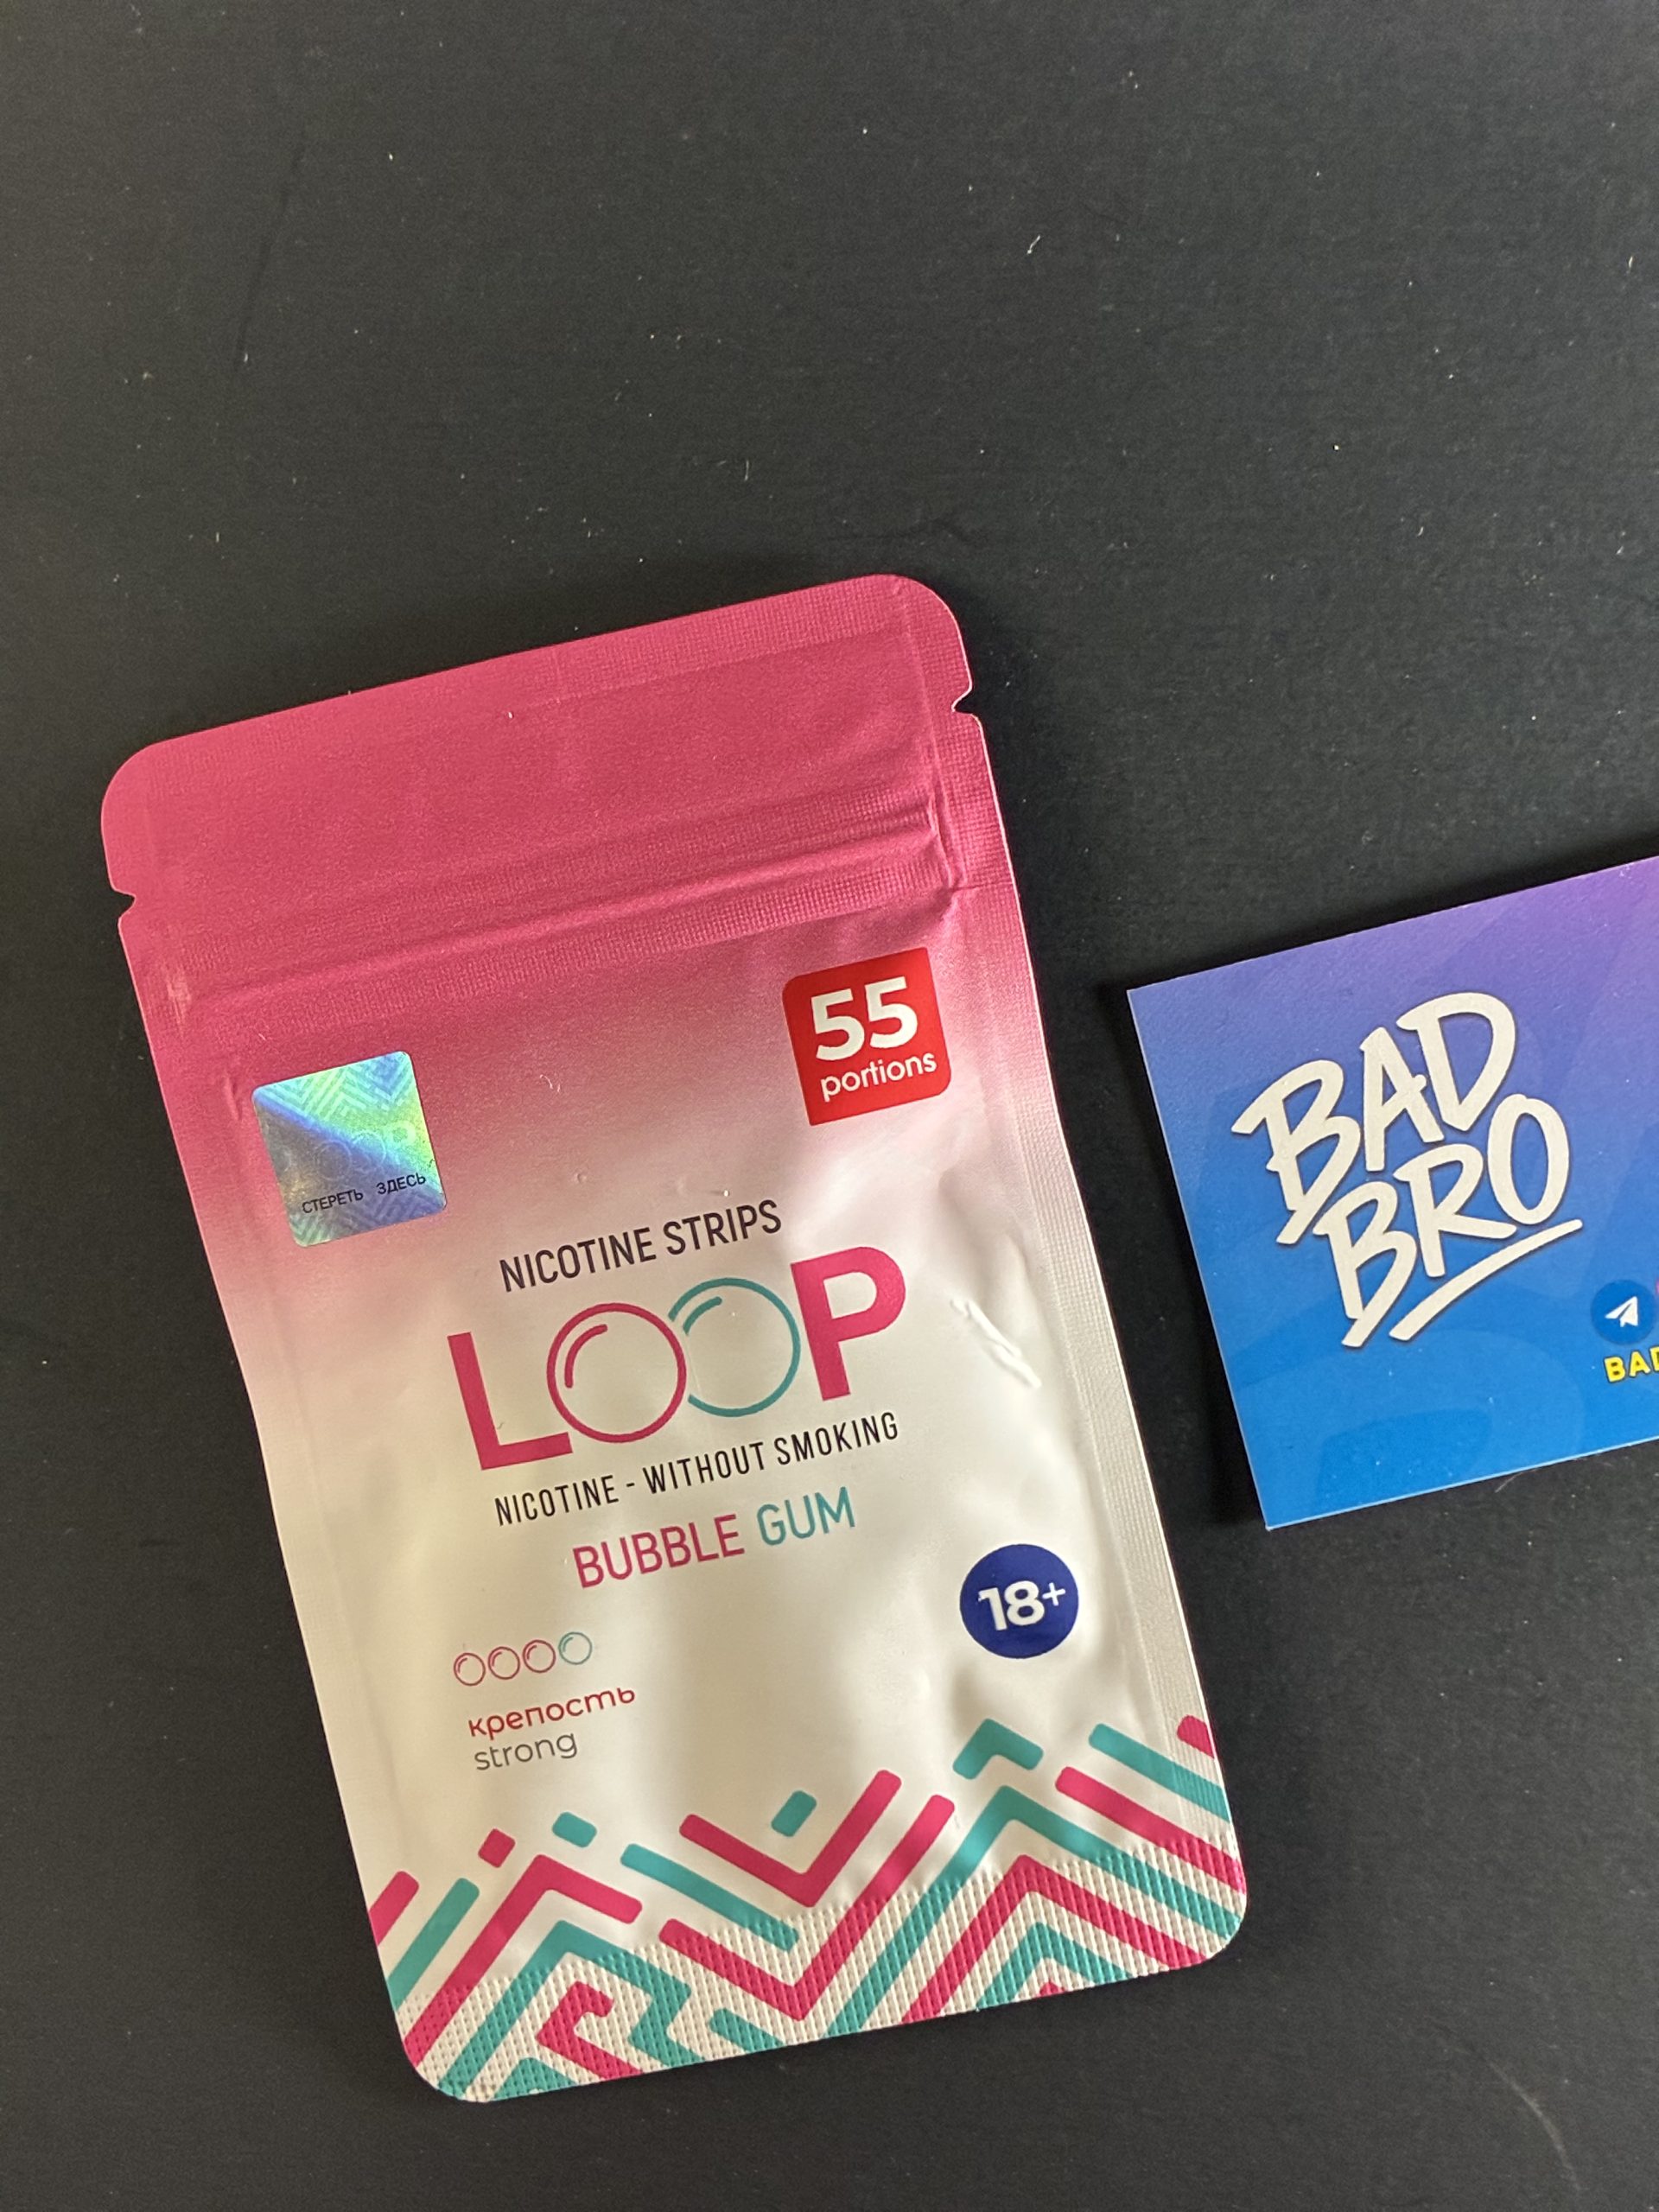 55
portions
СТЕРЕТЬ ЗДЕСЬ
NICOTINE STRIPS
LOOP
NICOTINE - WITHOUT SMOKING
BUBBLE GUM
18+
крепость
strong
BAD
BRO